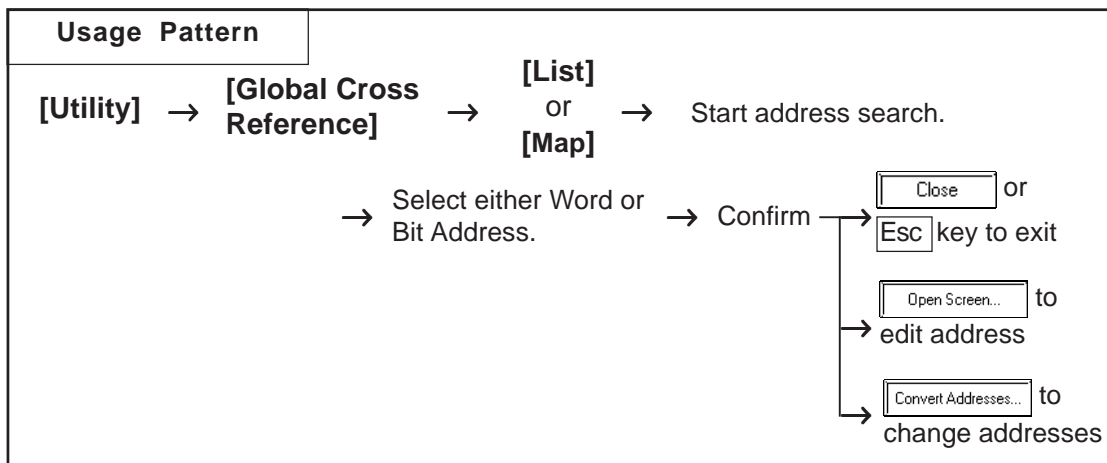 Usage Pattern
[Utility] → [Global Cross
Reference] → [List]
or
[Map] → Start address search.
→ Select either Word or
Bit Address. → Confirm
Close or
Esc key to exit
Open Screen... to
edit address
Convert Addresses... to
change addresses